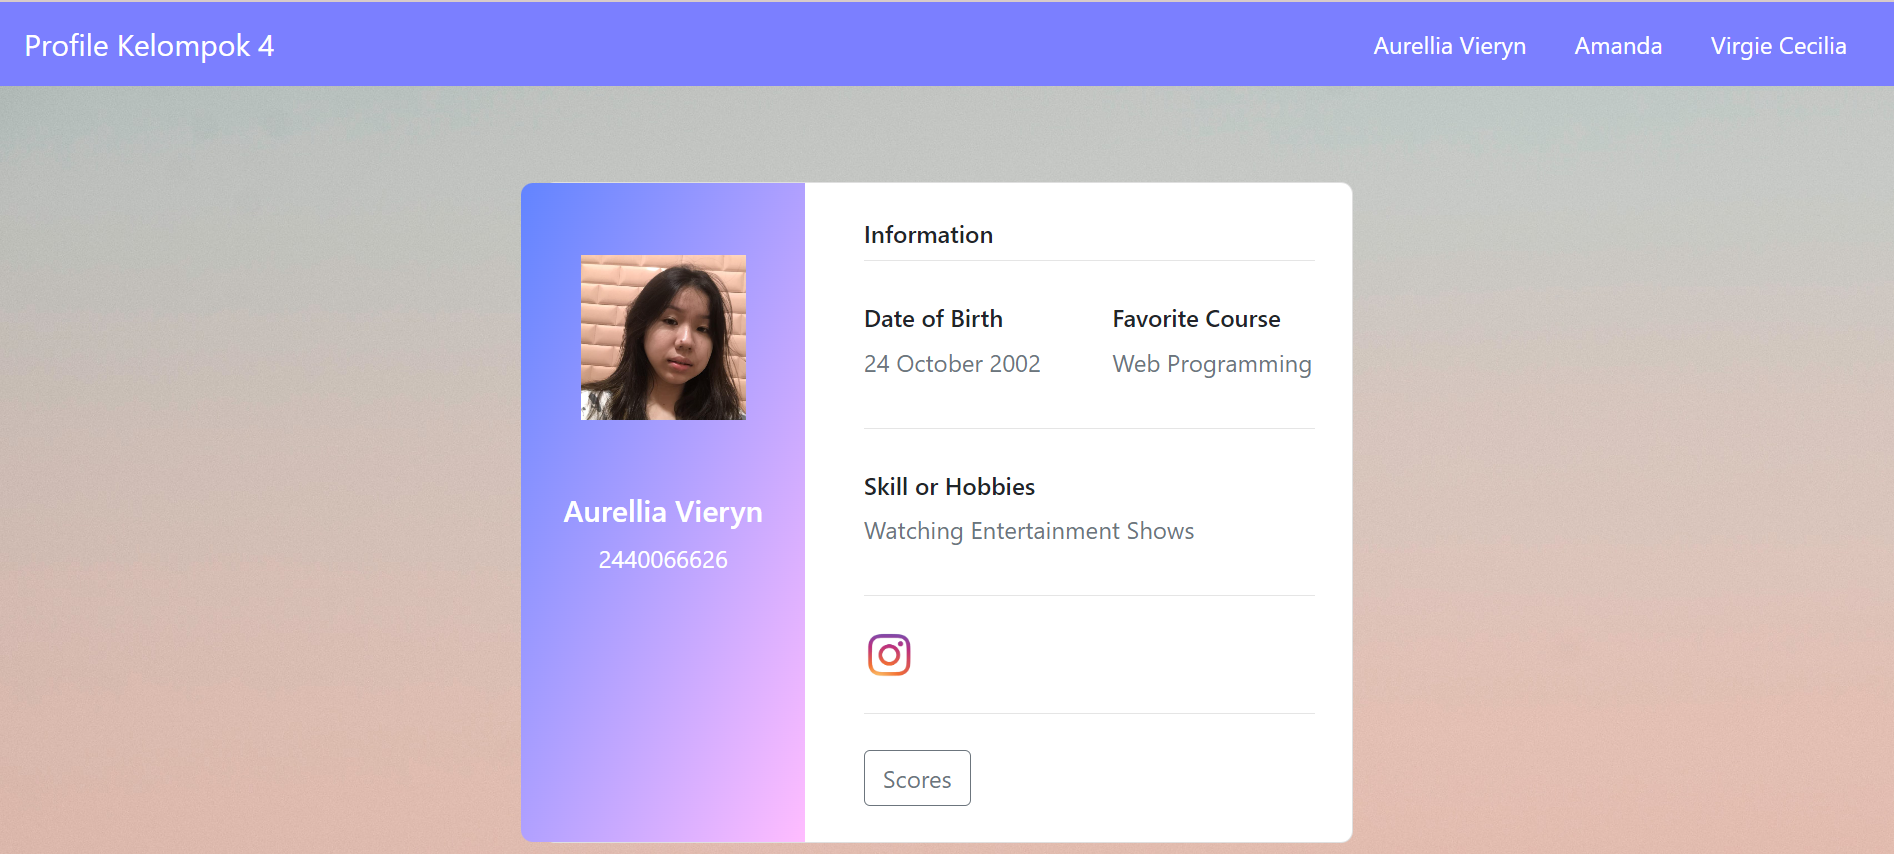 Profile Kelompok 4
Aurellia Vieryn
Amanda
Virgie Cecilia
Aurellia Vieryn
2440066626
Information
Date of Birth
24 October 2002
Favorite Course
Web Programming
Skill or Hobbies
Watching Entertainment Shows
Scores